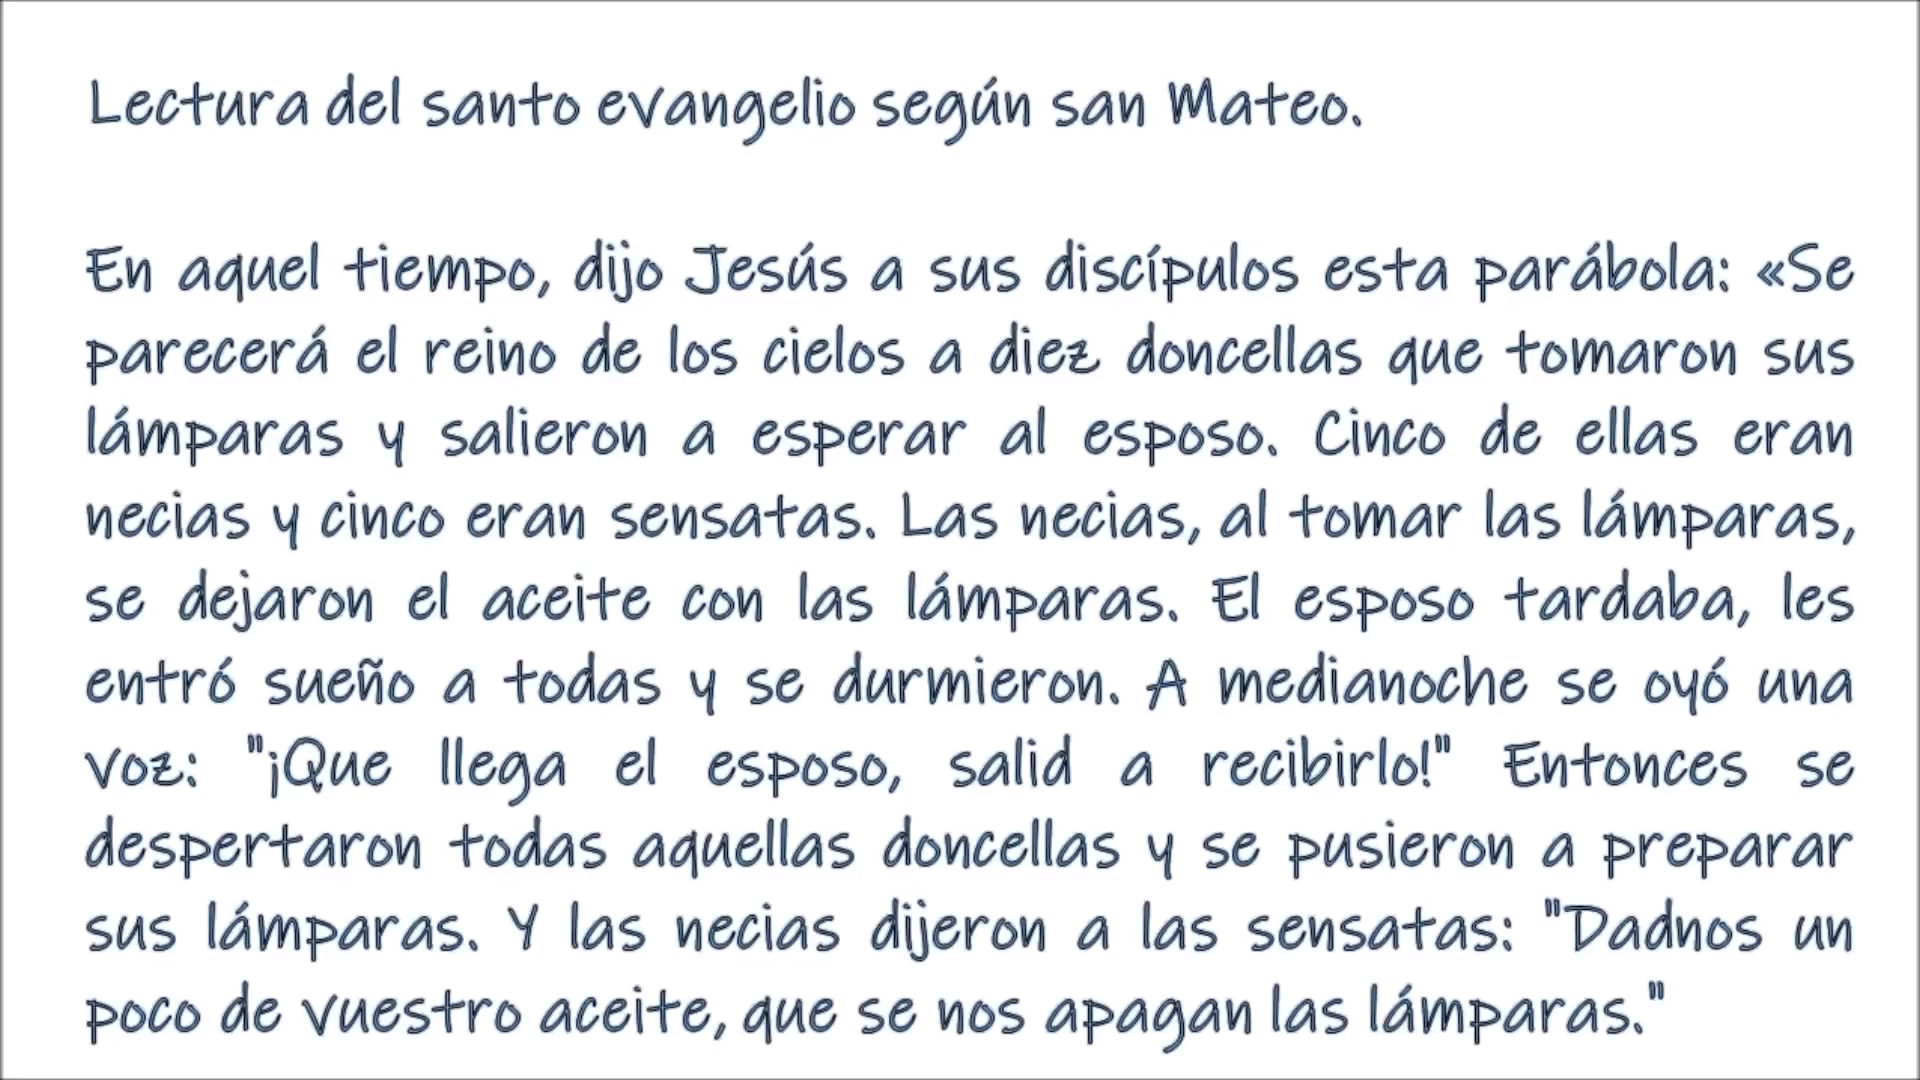 Lectura del santo evangelio según san Mateo.
En aquel tiempo, dijo Jesús a sus discípulos esta parábola: «Se
parecerá el reino de los cielos a diez doncellas que tomaron sus
lámparas y salieron a esperar al esposo. Cinco de ellas eran
necias y cinco eran sensatas. Las necias, al tomar las lámparas,
se dejaron el aceite con las lámparas. El esposo tardaba, les
entró sueño a todas y se durmieron. A medianoche se oyó una
voz: "¡Que llega el esposo, salid a recibirlo!" Entonces se
despertaron todas aquellas doncellas y se pusieron a preparar
sus lámparas. Y las necias dijeron a las sensatas: "Dadnos un
poco de vuestro aceite, que se nos apagan las lámparas."